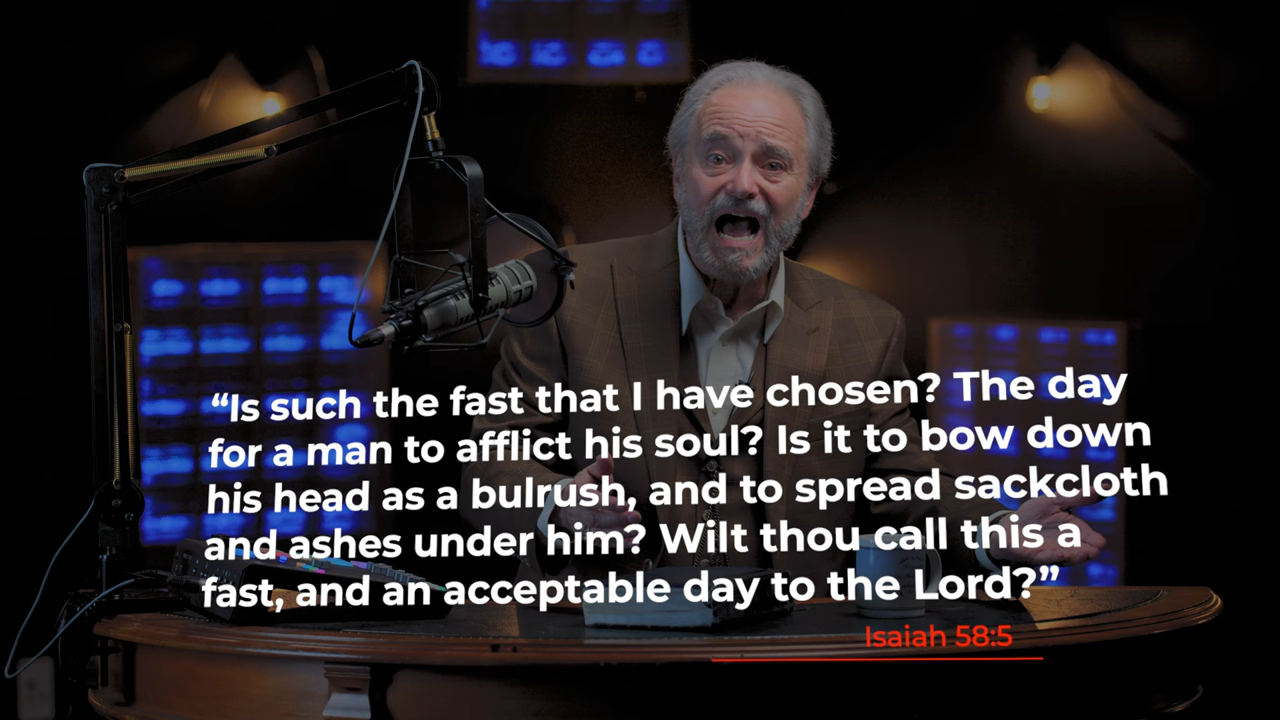 “Is such the fast that I have chosen? The day
for a man to afflict his soul? Is it to bow down
his head as a bulrush, and to spread sackcloth
and ashes under him? Wilt thou call this a
fast, and an acceptable day to the Lord?”
Isaiah 58:5